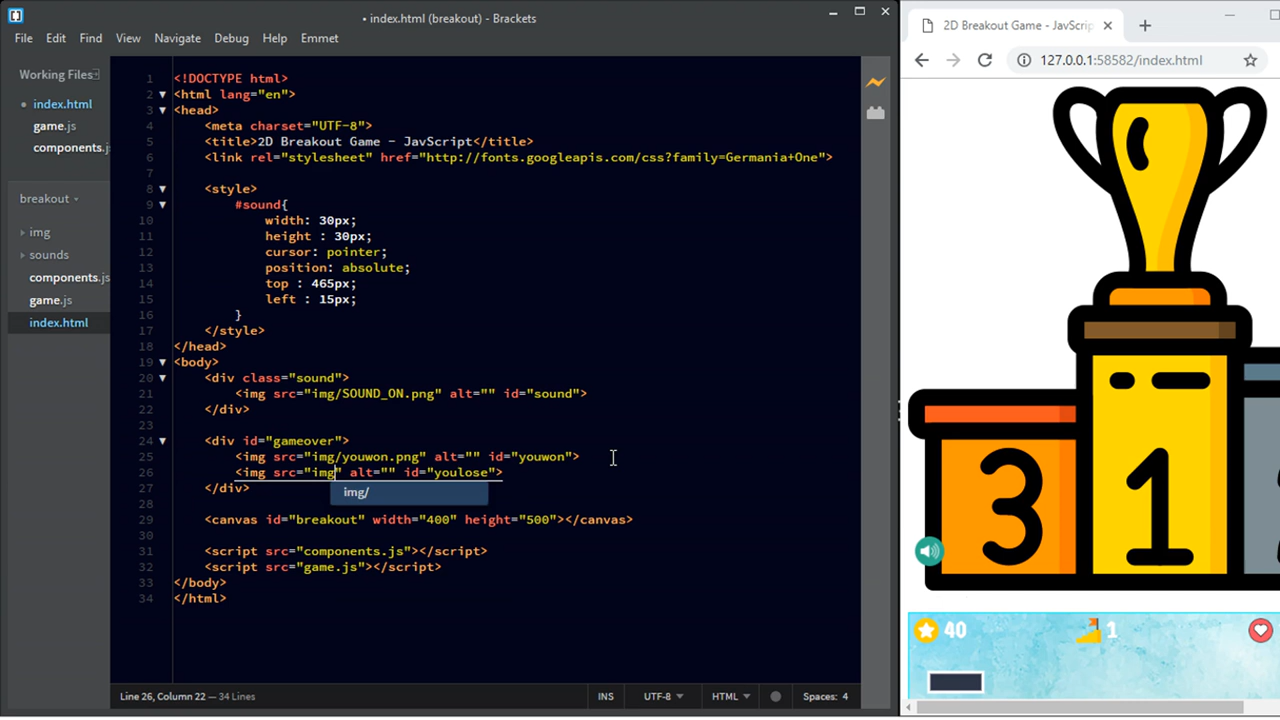 • index.html (breakout) - Brackets
File Edit Find View Navigate Debug Help Emmet
Working Files
index.html
game.js
components.j
breakout
img
sounds
components.js
game.js
index.html
1 <!DOCTYPE html>
2 <html lang="en">
3 <head>
4 <meta charset="UTF-8">
5 <title>2D Breakout Game - JavScript</title>
6 <link rel="stylesheet" href="http://fonts.googleapis.com/css?family=Germania+One">
7
8 <style>
9 #sound{
10 width: 30px;
11 height : 30px;
12 cursor: pointer;
13 position: absolute;
14 top : 465px;
15 left : 15px;
16 }
17 </style>
18 </head>
19 <body>
20 <div class="sound">
21 <img src="img/SOUND_ON.png" alt="" id="sound">
22 </div>
23
24 <div id="gameover">
25 <img src="img/youwon.png" alt="" id="youwon">
26 <img src="img" alt="" id="youlose">
27 </div>
img/
28
29 <canvas id="breakout" width="400" height="500"></canvas>
30
31 <script src="components.js"></script>
32 <script src="game.js"></script>
33 </body>
34 </html>
Line 26, Column 22 — 34 Lines
INS UTF-8 HTML Spaces: 4
2D Breakout Game - JavScrip
127.0.0.1:58582/index.html
3 1
40 1